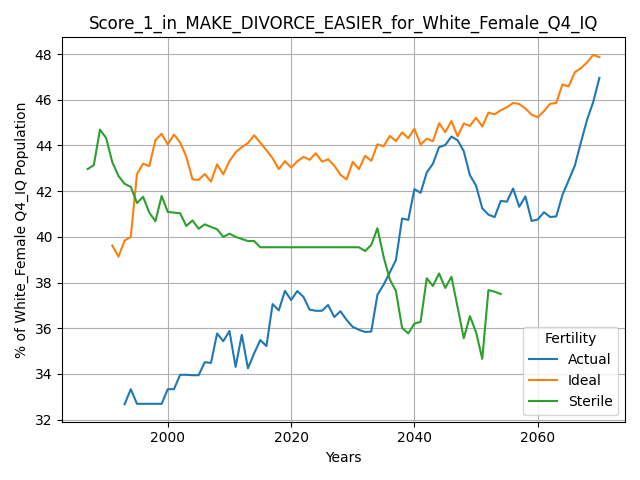 Score_1_in_MAKE_DIVORCE_EASIER_for_White_Female_Q4_IQ
% of White_Female Q4_IQ Population
48
46
44
42
40
38
36
34
32
2000
2020
2040
2060
Years
Fertility
Actual
Ideal
Sterile